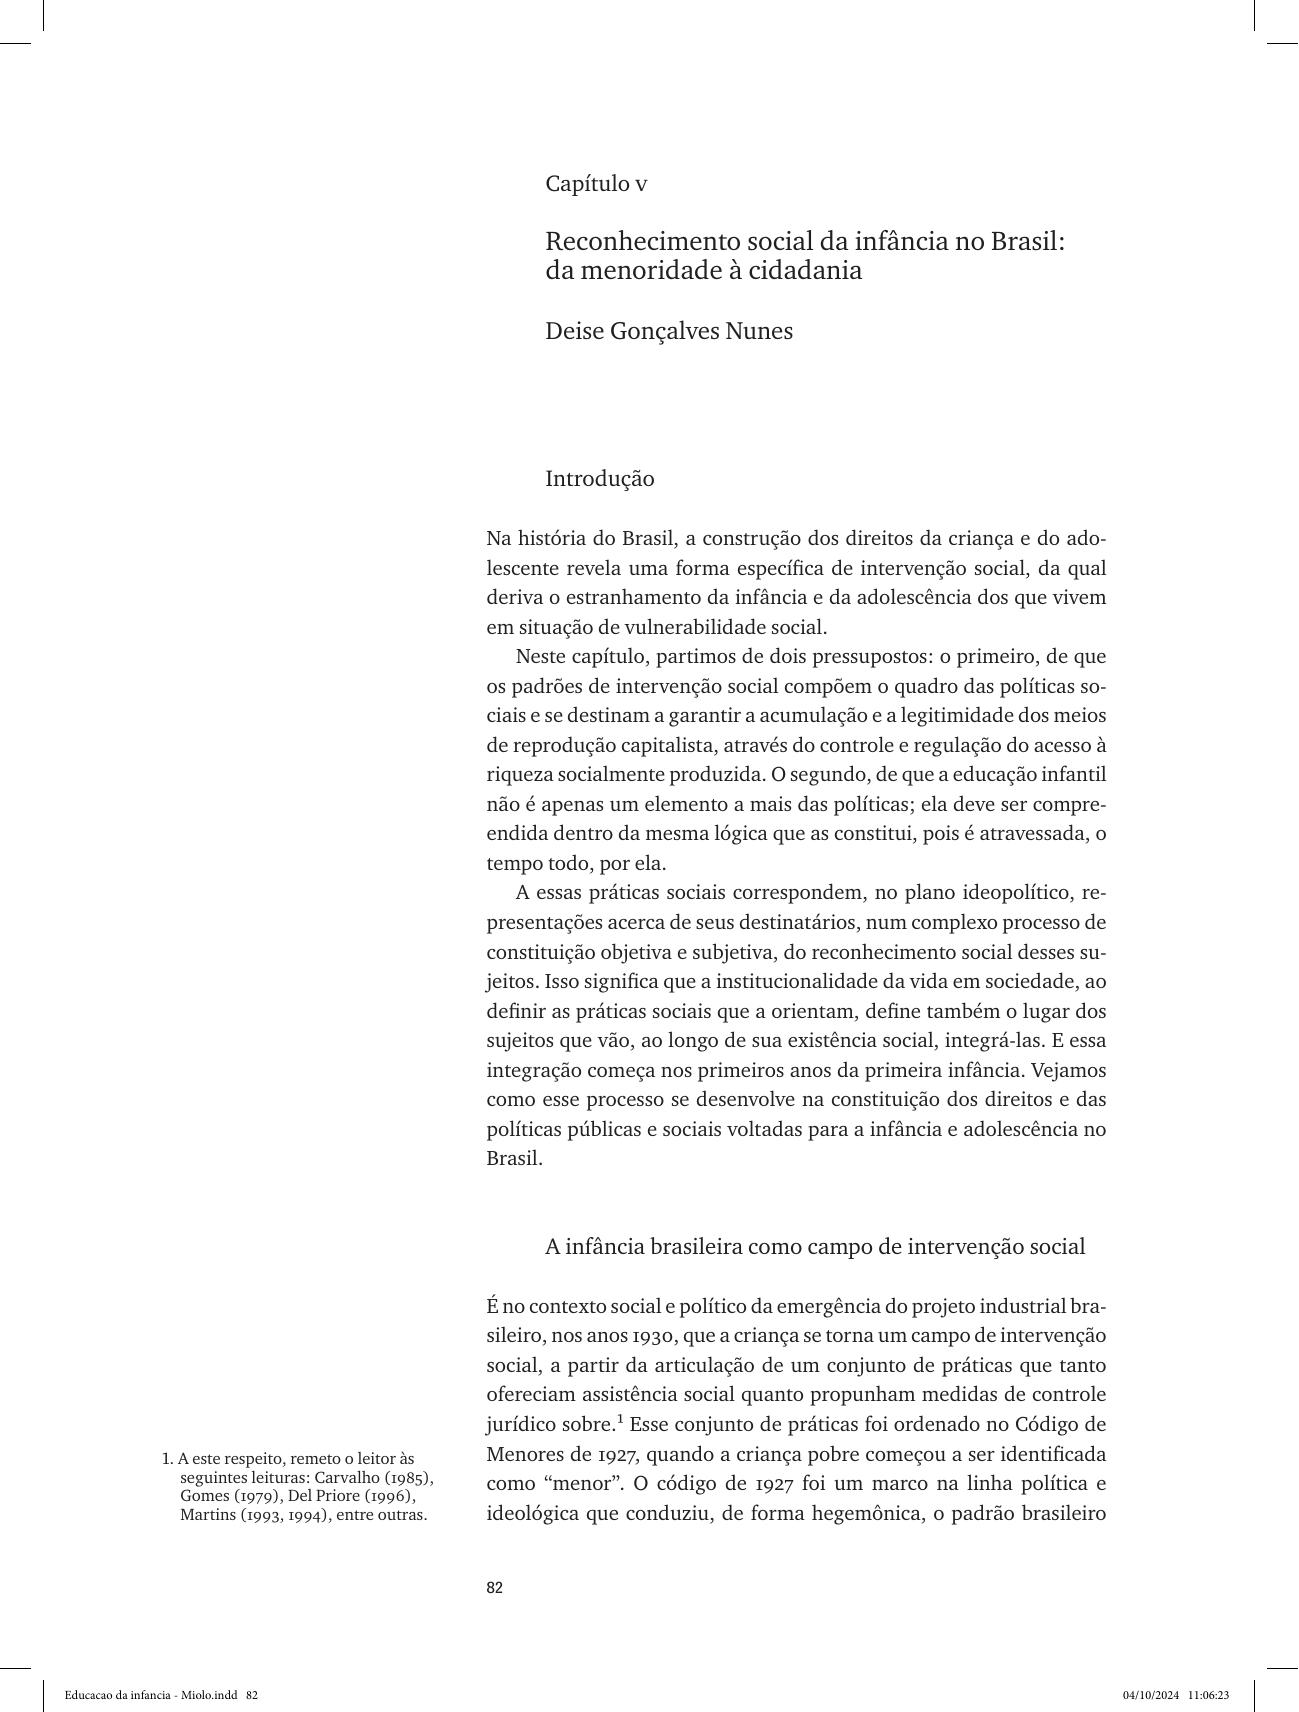 Capítulo v
Reconhecimento social da infância no Brasil:
da menoridade à cidadania
Deise Gonçalves Nunes
Introdução
Na história do Brasil, a construção dos direitos da criança e do ado-
lescente revela uma forma específica de intervenção social, da qual
deriva o estranhamento da infância e da adolescência dos que vivem
em situação de vulnerabilidade social.
Neste capítulo, partimos de dois pressupostos: o primeiro, de que
os padrões de intervenção social compõem o quadro das políticas so-
ciais e se destinam a garantir a acumulação e a legitimidade dos meios
de reprodução capitalista, através do controle e regulação do acesso à
riqueza socialmente produzida. O segundo, de que a educação infantil
não é apenas um elemento a mais das políticas; ela deve ser compre-
endida dentro da mesma lógica que as constitui, pois é atravessada, o
tempo todo, por ela.
A essas práticas sociais correspondem, no plano ideopolítico, re-
presentações acerca de seus destinatários, num complexo processo de
constituição objetiva e subjetiva, do reconhecimento social desses su-
jeitos. Isso significa que a institucionalidade da vida em sociedade, ao
definir as práticas sociais que a orientam, define também o lugar dos
sujeitos que vão, ao longo de sua existência social, integrá-las. E essa
integração começa nos primeiros anos da primeira infância. Vejamos
como esse processo se desenvolve na constituição dos direitos e das
políticas públicas e sociais voltadas para a infância e adolescência no
Brasil.
A infância brasileira como campo de intervenção social
É no contexto social e político da emergência do projeto industrial bra-
sileiro, nos anos 1930, que a criança se torna um campo de intervenção
social, a partir da articulação de um conjunto de práticas que tanto
ofereciam assistência social quanto propunham medidas de controle
jurídico sobre.1 Esse conjunto de práticas foi ordenado no Código de
Menores de 1927, quando a criança pobre começou a ser identificada
como “menor”. O código de 1927 foi um marco na linha política e
ideológica que conduziu, de forma hegemônica, o padrão brasileiro
1. A este respeito, remeto o leitor às
seguintes leituras: Carvalho (1985),
Gomes (1979), Del Priore (1996),
Martins (1993, 1994), entre outras.
82
Educacao da infancia - Miolo.indd 82
04/10/2024 11:06:23